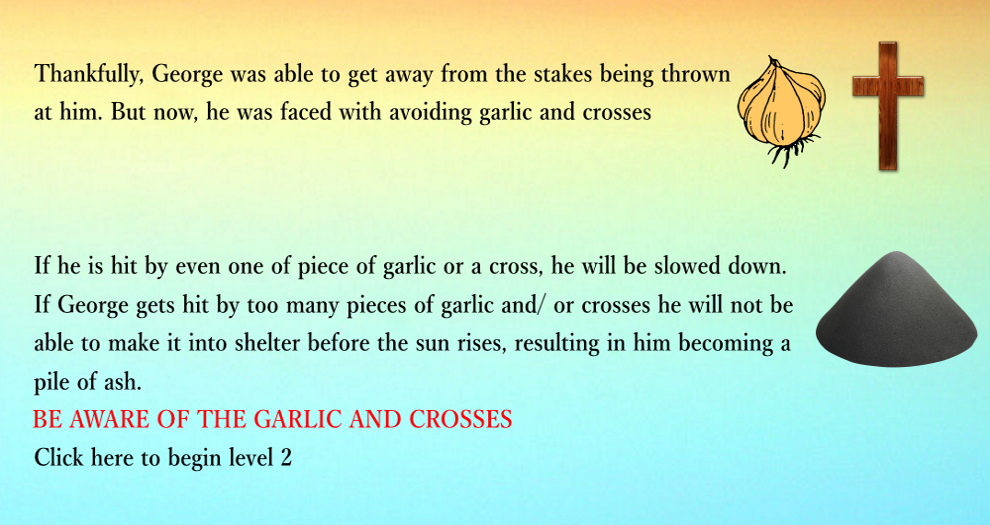 Thankfully, George was able to get away from the stakes being thrown
at him. But now, he was faced with avoiding garlic and crosses
If he is hit by even one of piece of garlic or a cross, he will be slowed down.
If George gets hit by too many pieces of garlic and/ or crosses he will not be
able to make it into shelter before the sun rises, resulting in him becoming a
pile of ash.
BE AWARE OF THE GARLIC AND CROSSES
Click here to begin level 2